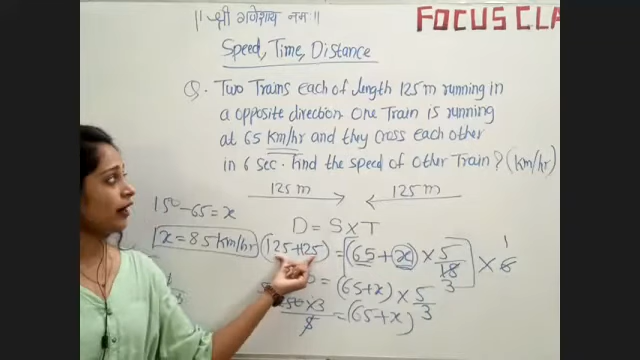 ||श्री गणेशाय नमः||
FOCUS CLA
Speed, Time, Distance
Q. Two Trains each of length 125 m running in
a opposite direction One Train is running
at 65 km/hr and they cross each other
in 6 sec. Find the speed of other Train? (km/hr)
125 m 125 m
150-65=x
D = S x T
x = 85 km/hr (125+125) = (65+x) x 5/18 x 6 1
3
= (65+x) x 5/3
x3 = (65+x)